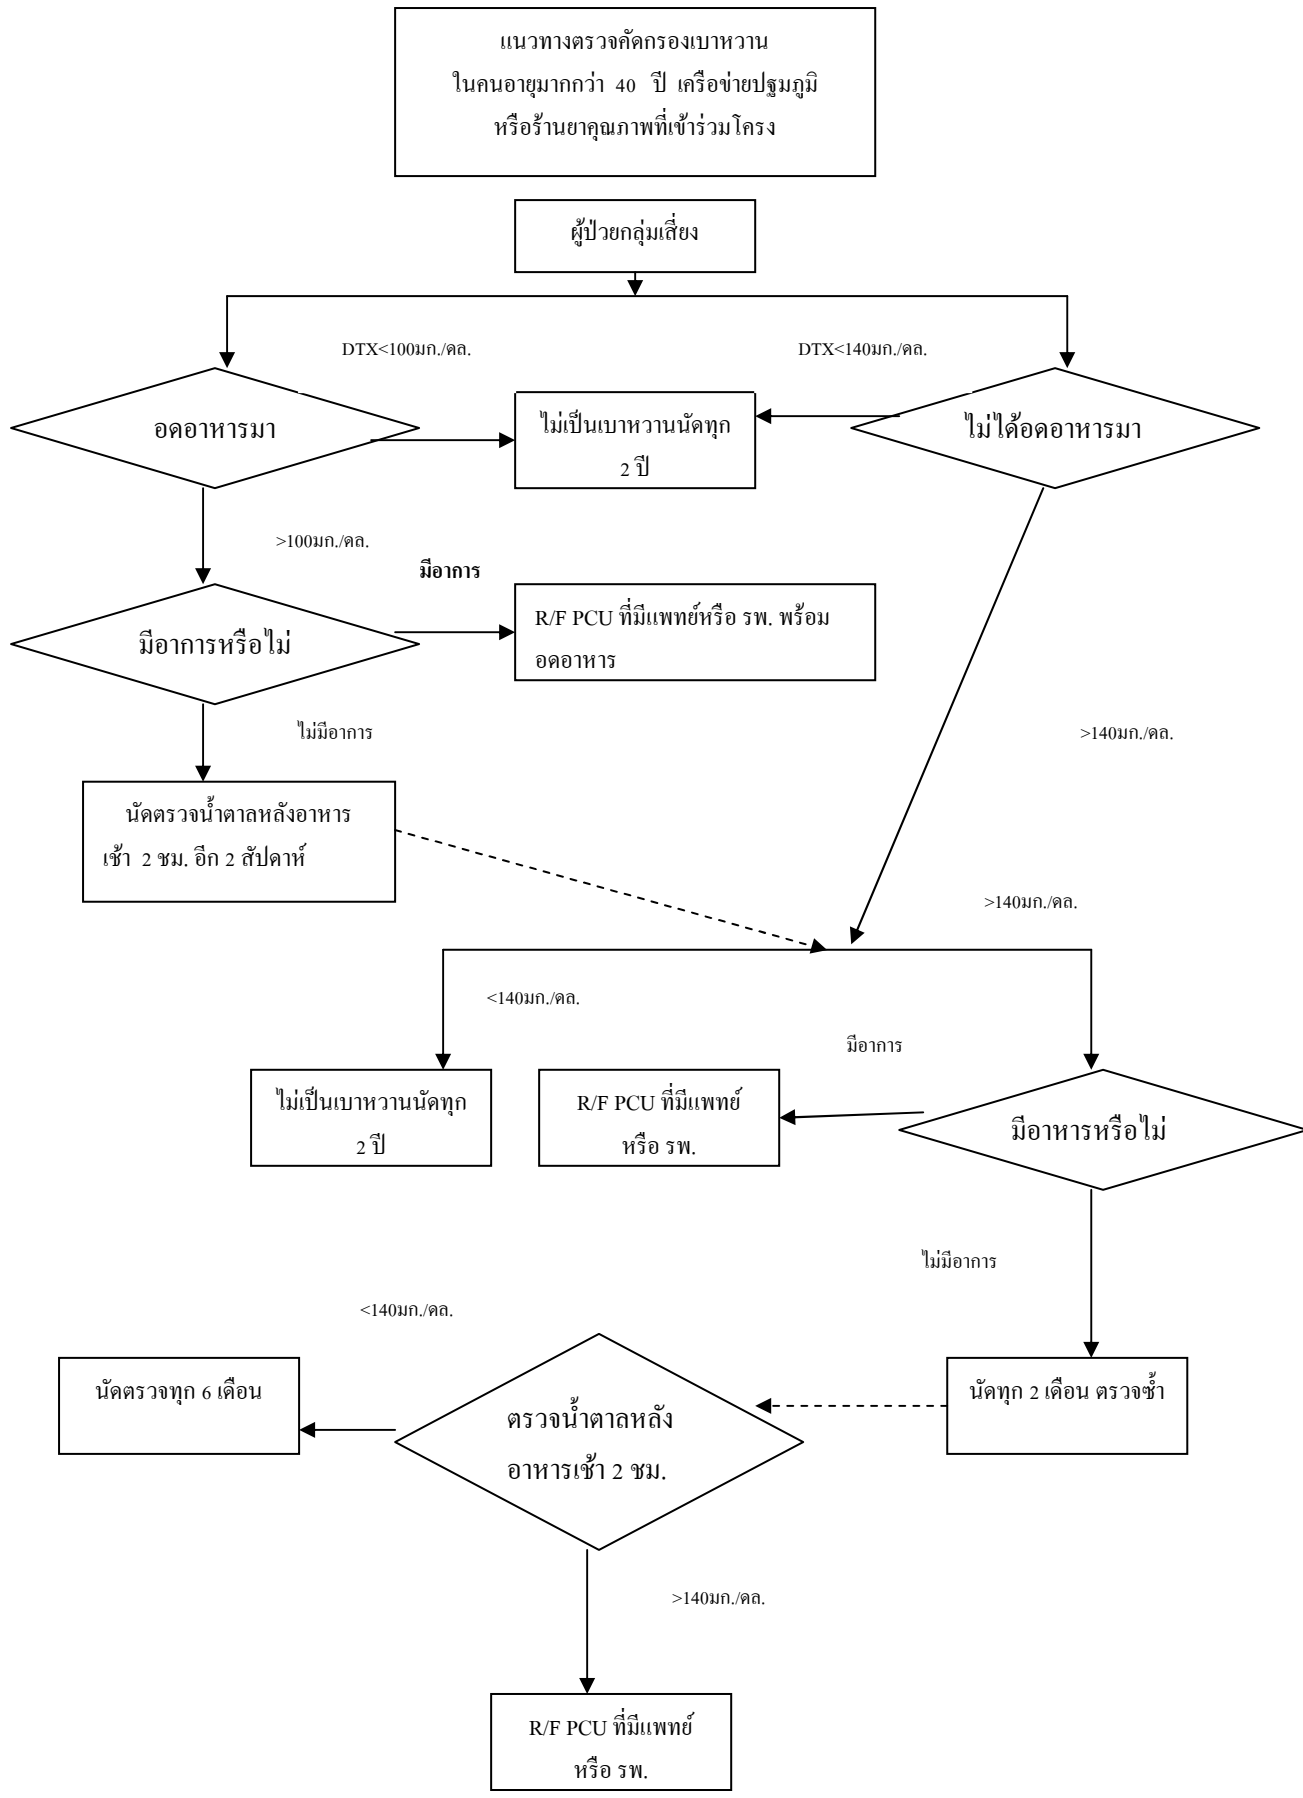 แนวทางตรวจคัดกรองเบาหวาน
ในคนอายุมากกว่า 40 ปี เครือข่ายปฐมภูมิ
หรือร้านยาคุณภาพที่เข้าร่วมโครง
ผู้ป่วยกลุ่มเสี่ยง
DTX<100มก./ดล.
DTX<140มก./ดล.
อดอาหารมา
ไม่เป็นเบาหวานนัดทุก
2 ปี
ไม่ได้อดอาหารมา
>100มก./ดล.
มีอาการ
มีอาการหรือไม่
R/F PCU ที่มีแพทย์หรือ รพ. พร้อม
อดอาหาร
ไม่มีอาการ
>140มก./ดล.
นัดตรวจน้ำตาลหลังอาหาร
เช้า 2 ชม. อีก 2 สัปดาห์
>140มก./ดล.
<140มก./ดล.
มีอาการ
ไม่เป็นเบาหวานนัดทุก
2 ปี
R/F PCU ที่มีแพทย์
หรือ รพ.
มีอาหารหรือไม่
ไม่มีอาการ
<140มก./ดล.
นัดตรวจทุก 6 เดือน
ตรวจน้ำตาลหลัง
อาหารเช้า 2 ชม.
นัดทุก 2 เดือน ตรวจซ้ำ
>140มก./ดล.
R/F PCU ที่มีแพทย์
หรือ รพ.